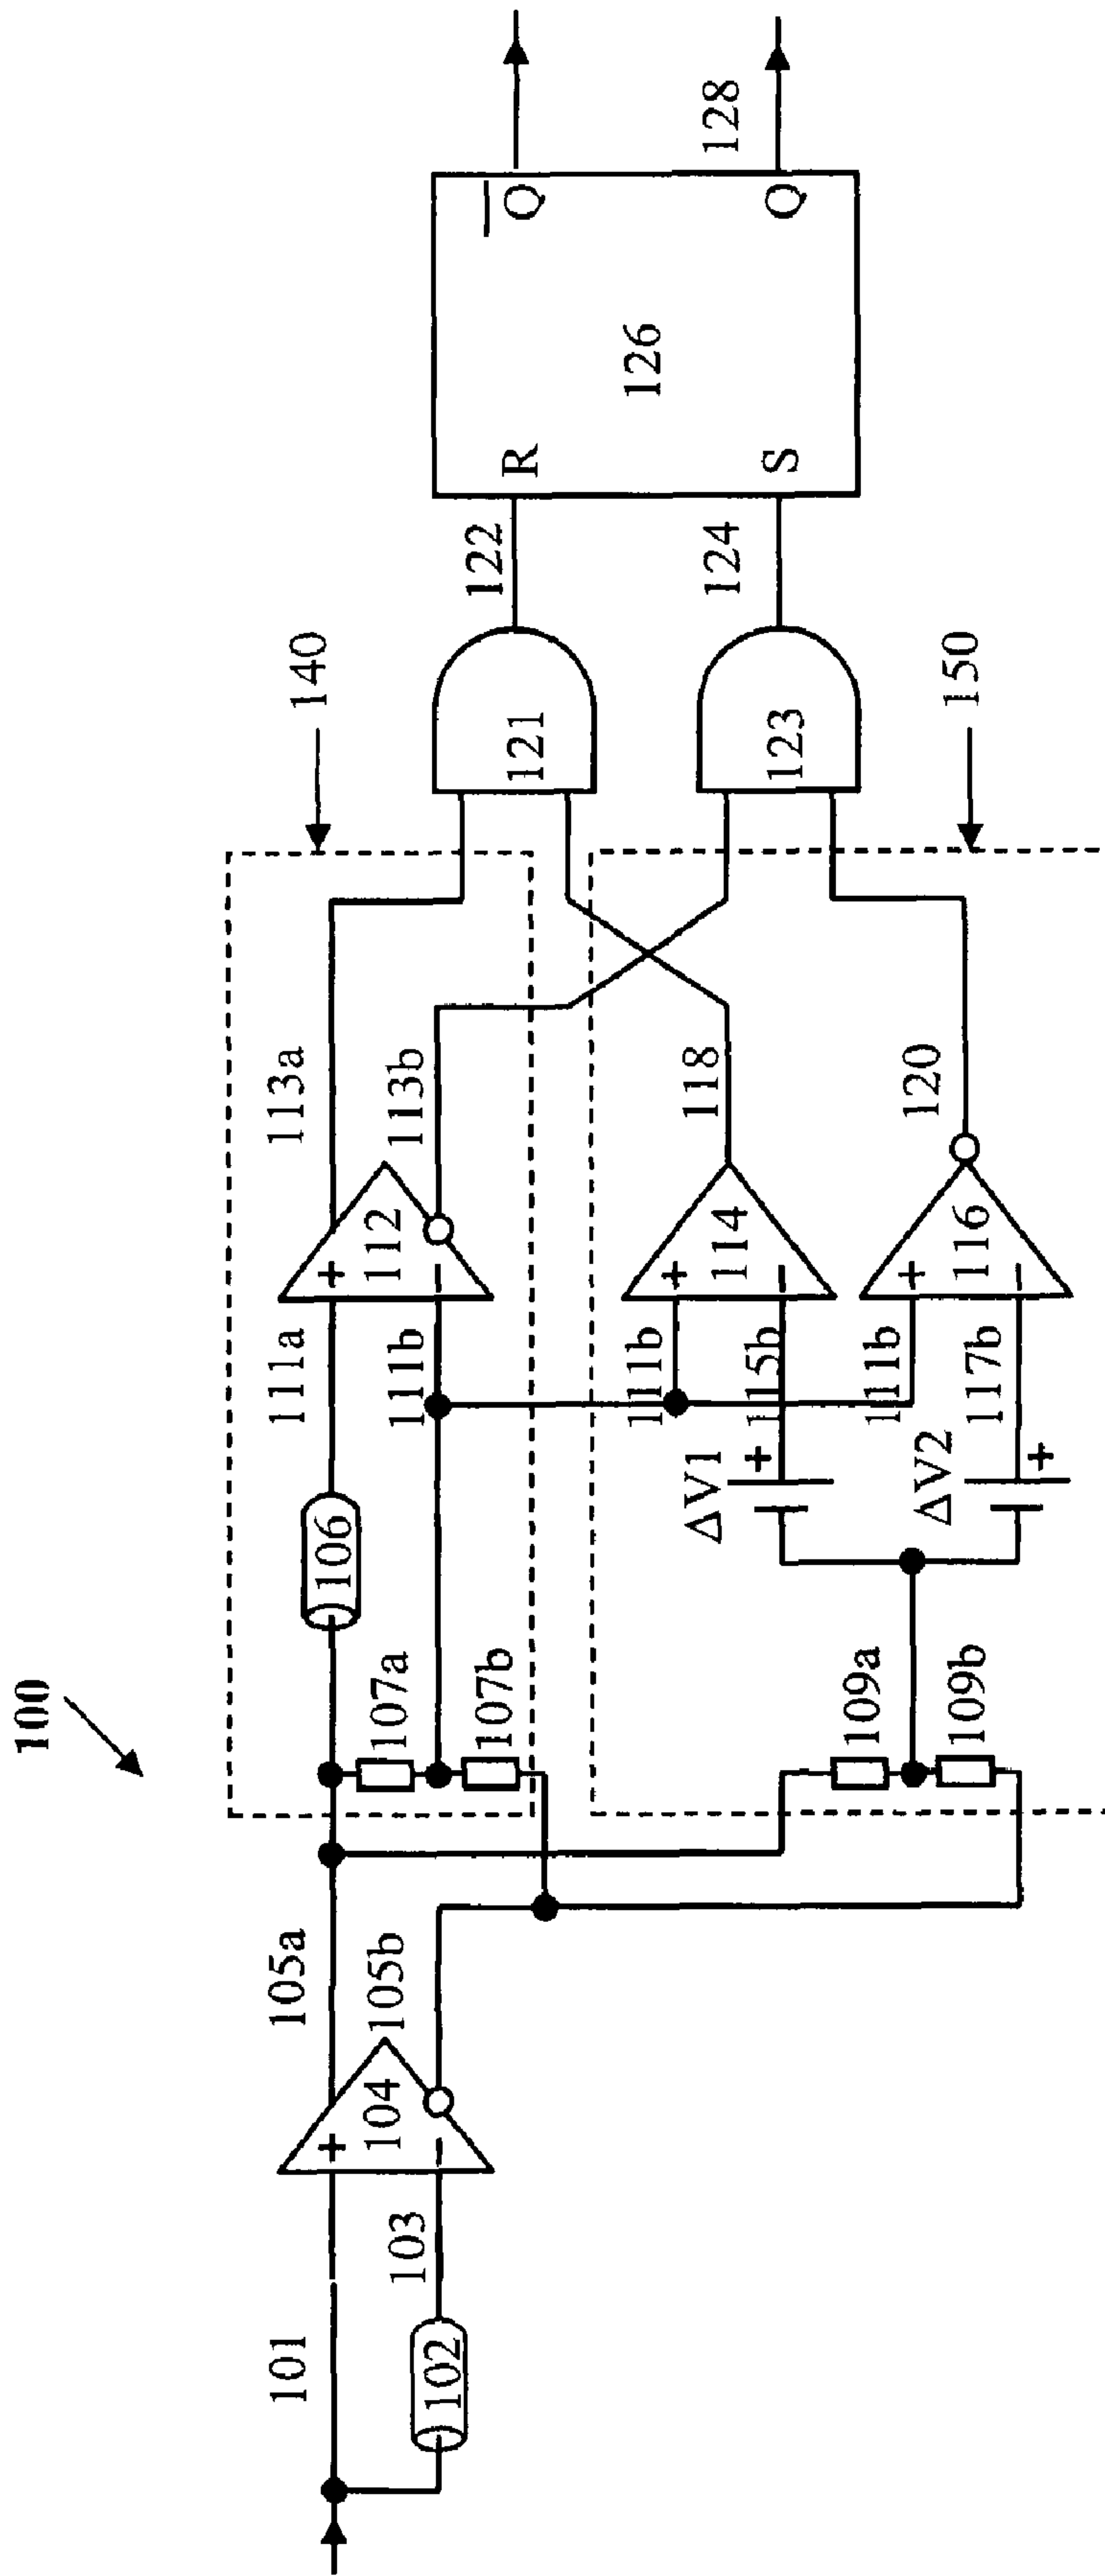 100
101
102
103
104
+
−
105a
105b
106
107a
107b
109a
109b
111a
111b
112
+
−
113a
113b
140
ΔV1
+
ΔV2
+
111b
115b
111b
117b
114
+
−
116
+
−
118
120
150
121
123
122
124
R
S
126
Q
Q
128